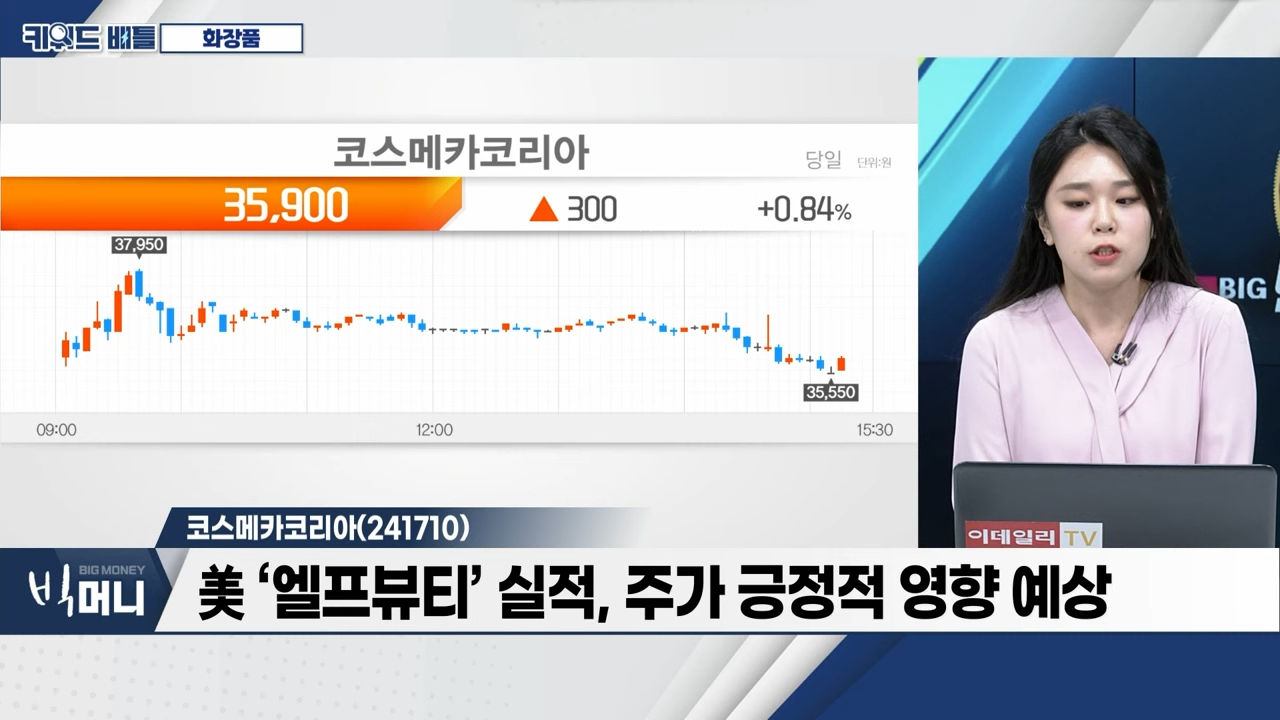 키워드 배틀 화장품
코스메카코리아
당일 단위:원
35,900 ▲ 300 +0.84%
37,950
35,550
09:00 12:00 15:30
BIG
이데일리 TV
코스메카코리아(241710)
BIG MONEY
빅머니
美 ‘엘프뷰티’ 실적, 주가 긍정적 영향 예상